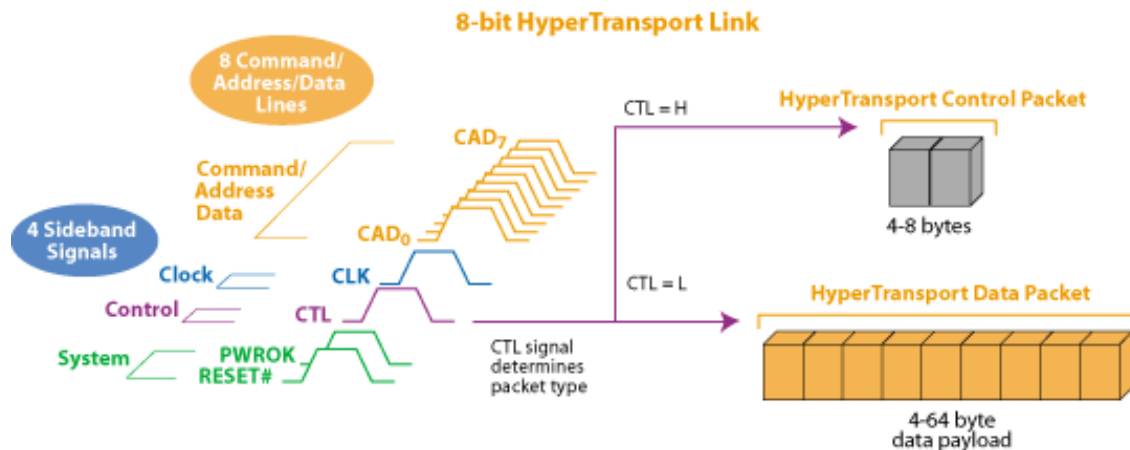 8-bit HyperTransport Link
8 Command/
Address/Data
Lines
Command/
Address
Data
4 Sideband
Signals
Clock
Control
System
CAD7
CAD0
CLK
CTL
PWROK
RESET#
CTL = H
CTL = L
CTL signal
determines
packet type
HyperTransport Control Packet
4-8 bytes
HyperTransport Data Packet
4-64 byte
data payload